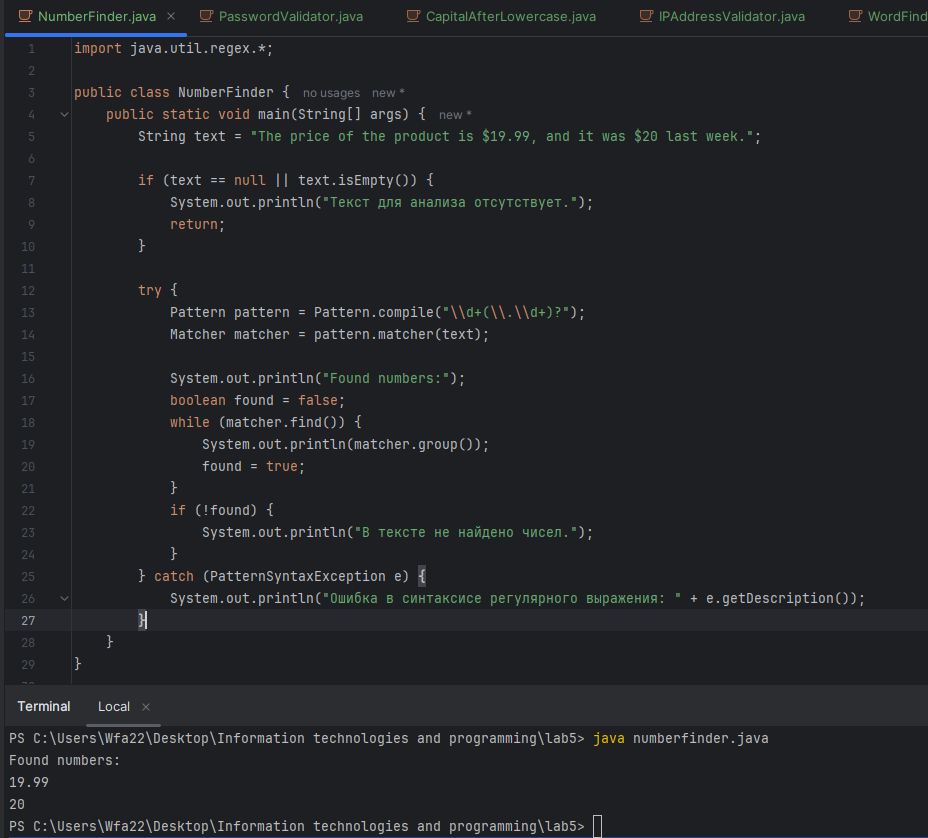 NumberFinder.java PasswordValidator.java CapitalAfterLowercase.java IPAddressValidator.java WordFind
1 import java.util.regex.*;
2
3 public class NumberFinder { no usages new *
4 public static void main(String[] args) { new *
5 String text = "The price of the product is $19.99, and it was $20 last week.";
6
7 if (text == null || text.isEmpty()) {
8 System.out.println("Текст для анализа отсутствует.");
9 return;
10 }
11
12 try {
13 Pattern pattern = Pattern.compile("\\d+(\\.\\d+)?");
14 Matcher matcher = pattern.matcher(text);
15
16 System.out.println("Found numbers:");
17 boolean found = false;
18 while (matcher.find()) {
19 System.out.println(matcher.group());
20 found = true;
21 }
22 if (!found) {
23 System.out.println("В тексте не найдено чисел.");
24 }
25 } catch (PatternSyntaxException e) {
26 System.out.println("Ошибка в синтаксисе регулярного выражения: " + e.getDescription());
27 }
28 }
29 }
Terminal Local
PS C:\Users\Wfa22\Desktop\Information technologies and programming\lab5> java numberfinder.java
Found numbers:
19.99
20
PS C:\Users\Wfa22\Desktop\Information technologies and programming\lab5>